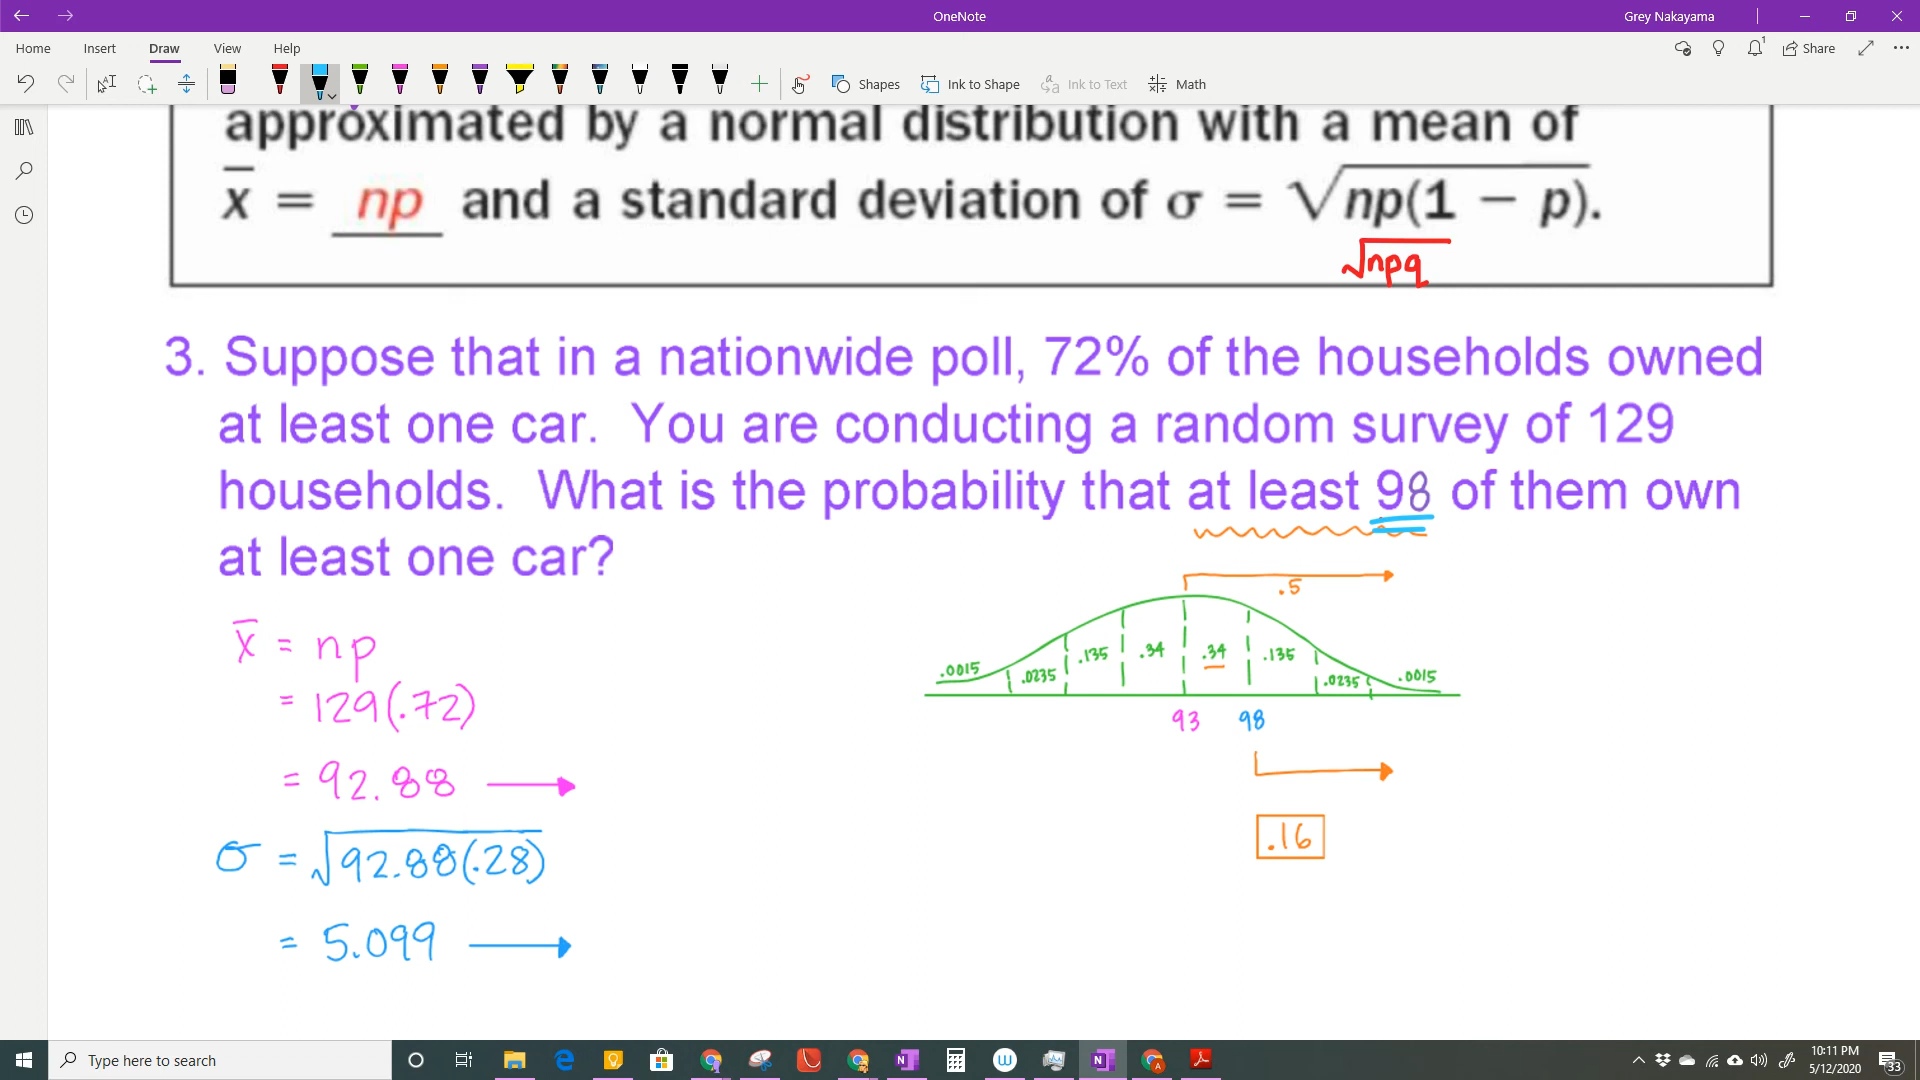 OneNote
Grey Nakayama
Home Insert Draw View Help
1
Share
Shapes Ink to Shape Ink to Text Math
approximated by a normal distribution with a mean of
x̄ = np and a standard deviation of σ = √np(1 − p).
√npq
3. Suppose that in a nationwide poll, 72% of the households owned
at least one car. You are conducting a random survey of 129
households. What is the probability that at least 98 of them own
at least one car?
.5
x̄ = np
= 129(.72)
= 92.88
σ = √92.88(.28)
= 5.099
.0015 .0235 .135 .34 .34 .135 .0235 .0015
93 98
.16
Type here to search
10:11 PM
5/12/2020
33